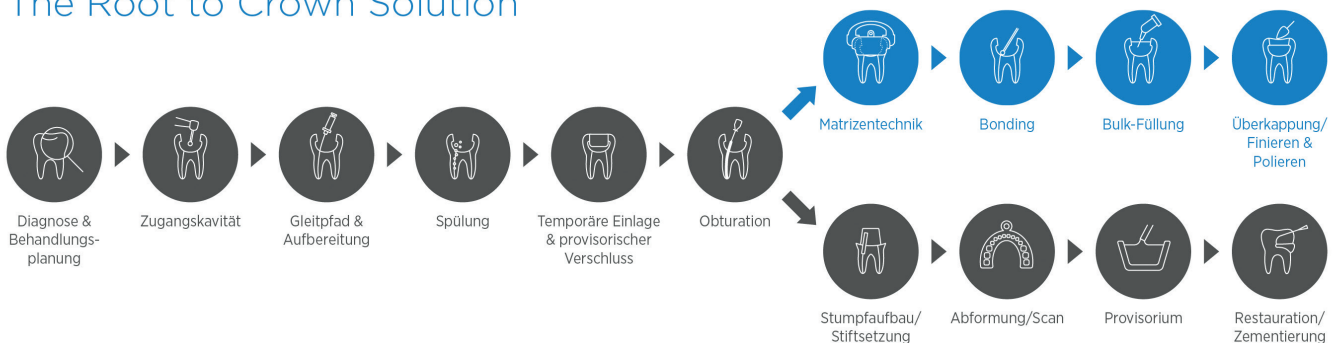 The Root to Crown Solution
Diagnose &
Behandlungs-
planung
Zugangskavität
Gleitpfad &
Aufbereitung
Spülung
Temporäre Einlage
& provisorischer
Verschluss
Obturation
Matrizentechnik
Bonding
Bulk-Füllung
Überkappung/
Finieren &
Polieren
Stumpfaufbau/
Stiftsetzung
Abformung/Scan
Provisorium
Restauration/
Zementierung